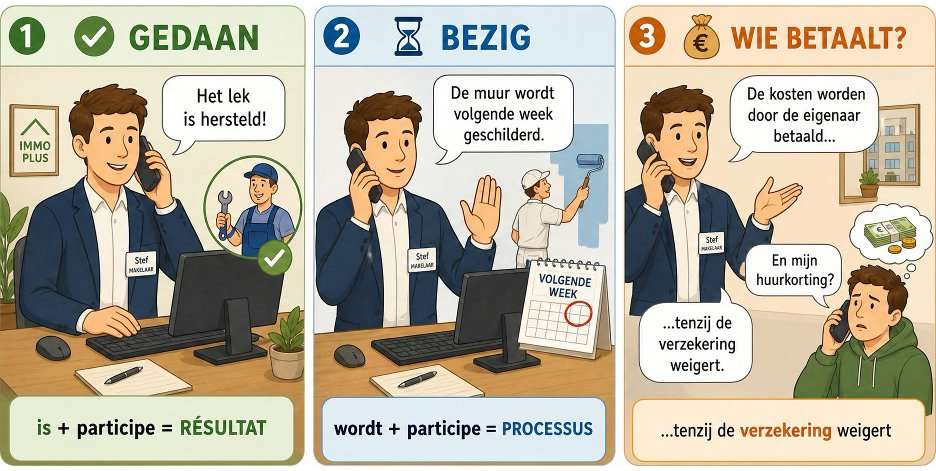 1 GEDAAN
Het lek
is hersteld!
IMMO
PLUS
Stef
MAKELAAR
is + participe = RÉSULTAT
2 BEZIG
De muur wordt
volgende week
geschilderd.
Stef
MAKELAAR
VOLGENDE
WEEK
wordt + participe = PROCESSUS
3 € WIE BETAALT?
De kosten worden
door de eigenaar
betaald...
Stef
MAKELAAR
€
En mijn
huurkorting?
...tenzij de
verzekering
weigert.
...tenzij de verzekering weigert